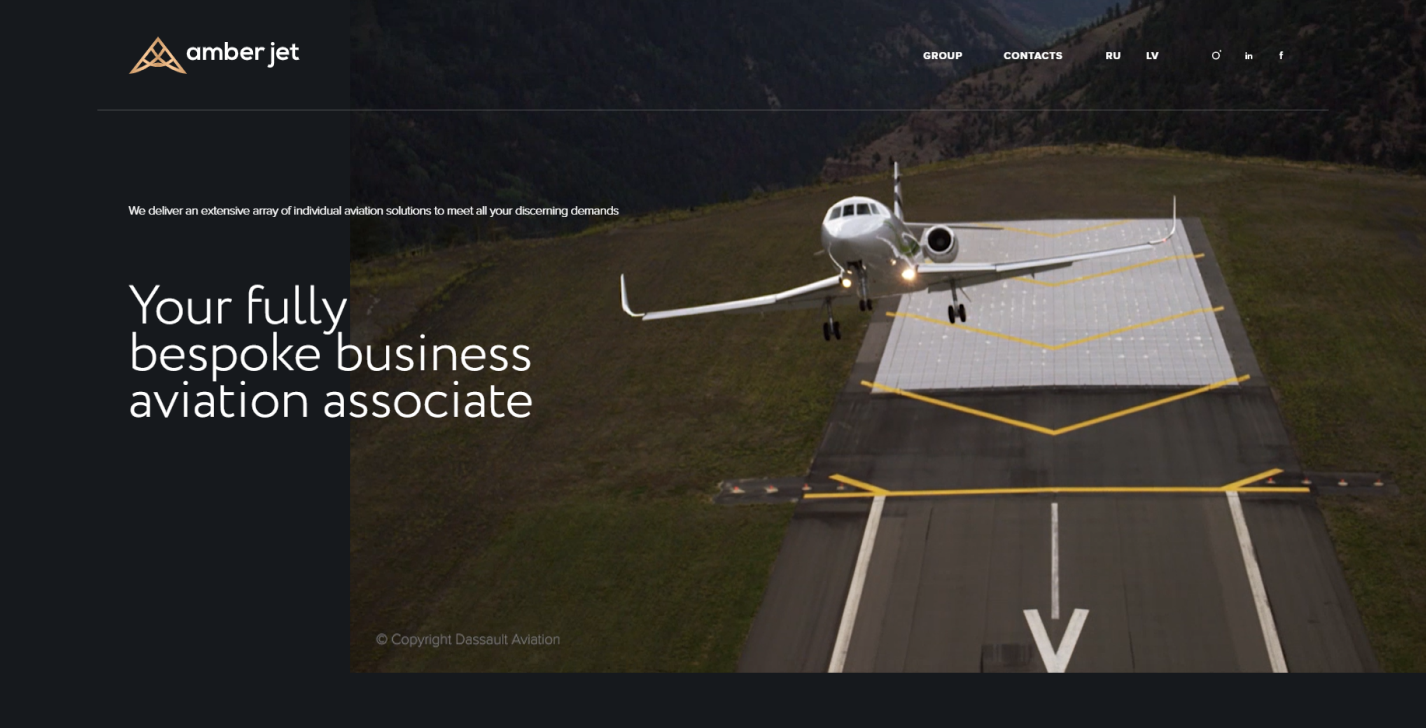 amber jet
GROUP CONTACTS RU LV in f
We deliver an extensive array of individual aviation solutions to meet all your discerning demands
Your fully
bespoke business
aviation associate
© Copyright Dassault Aviation